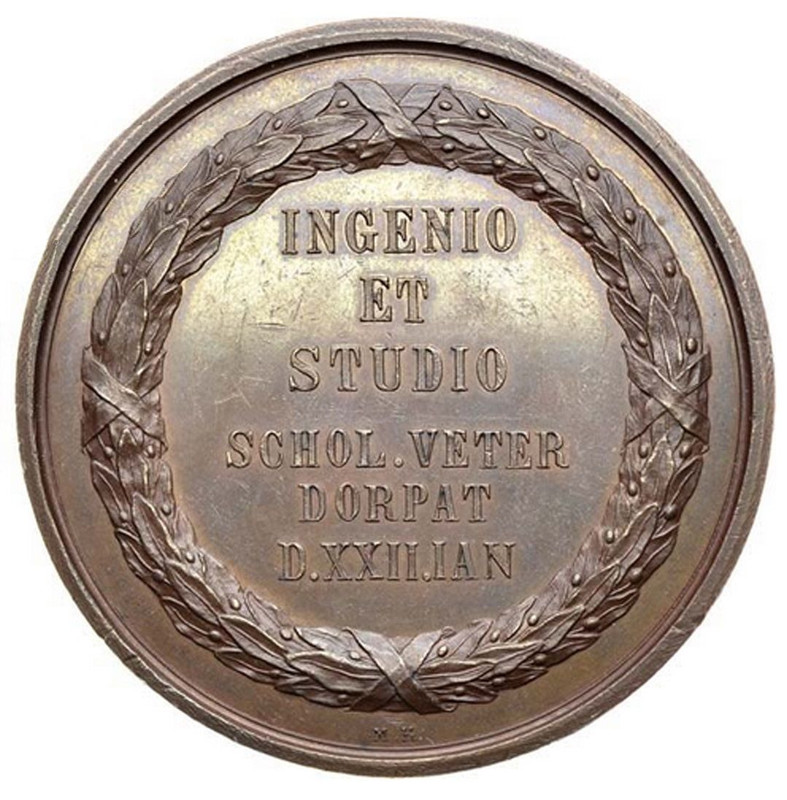 INGENIO
ET
STUDIO
SCHOL.VETER
DORPAT
D.XXII.IAN
M.K.